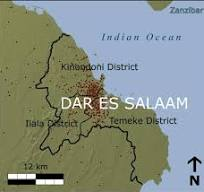 Zanzibar
Indian Ocean
Kinondoni District
DAR ES SALAAM
Ilala District
Temeke District
12 km
N